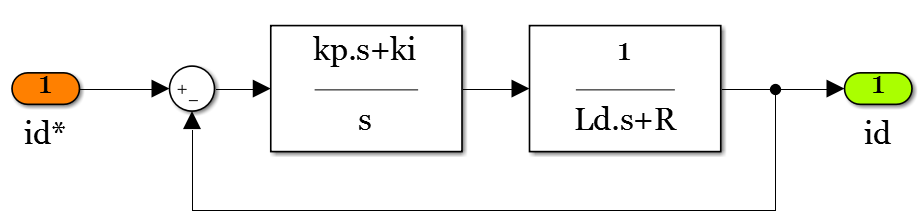 1
id*
+
−
kp.s+ki
s
1
Ld.s+R
1
id